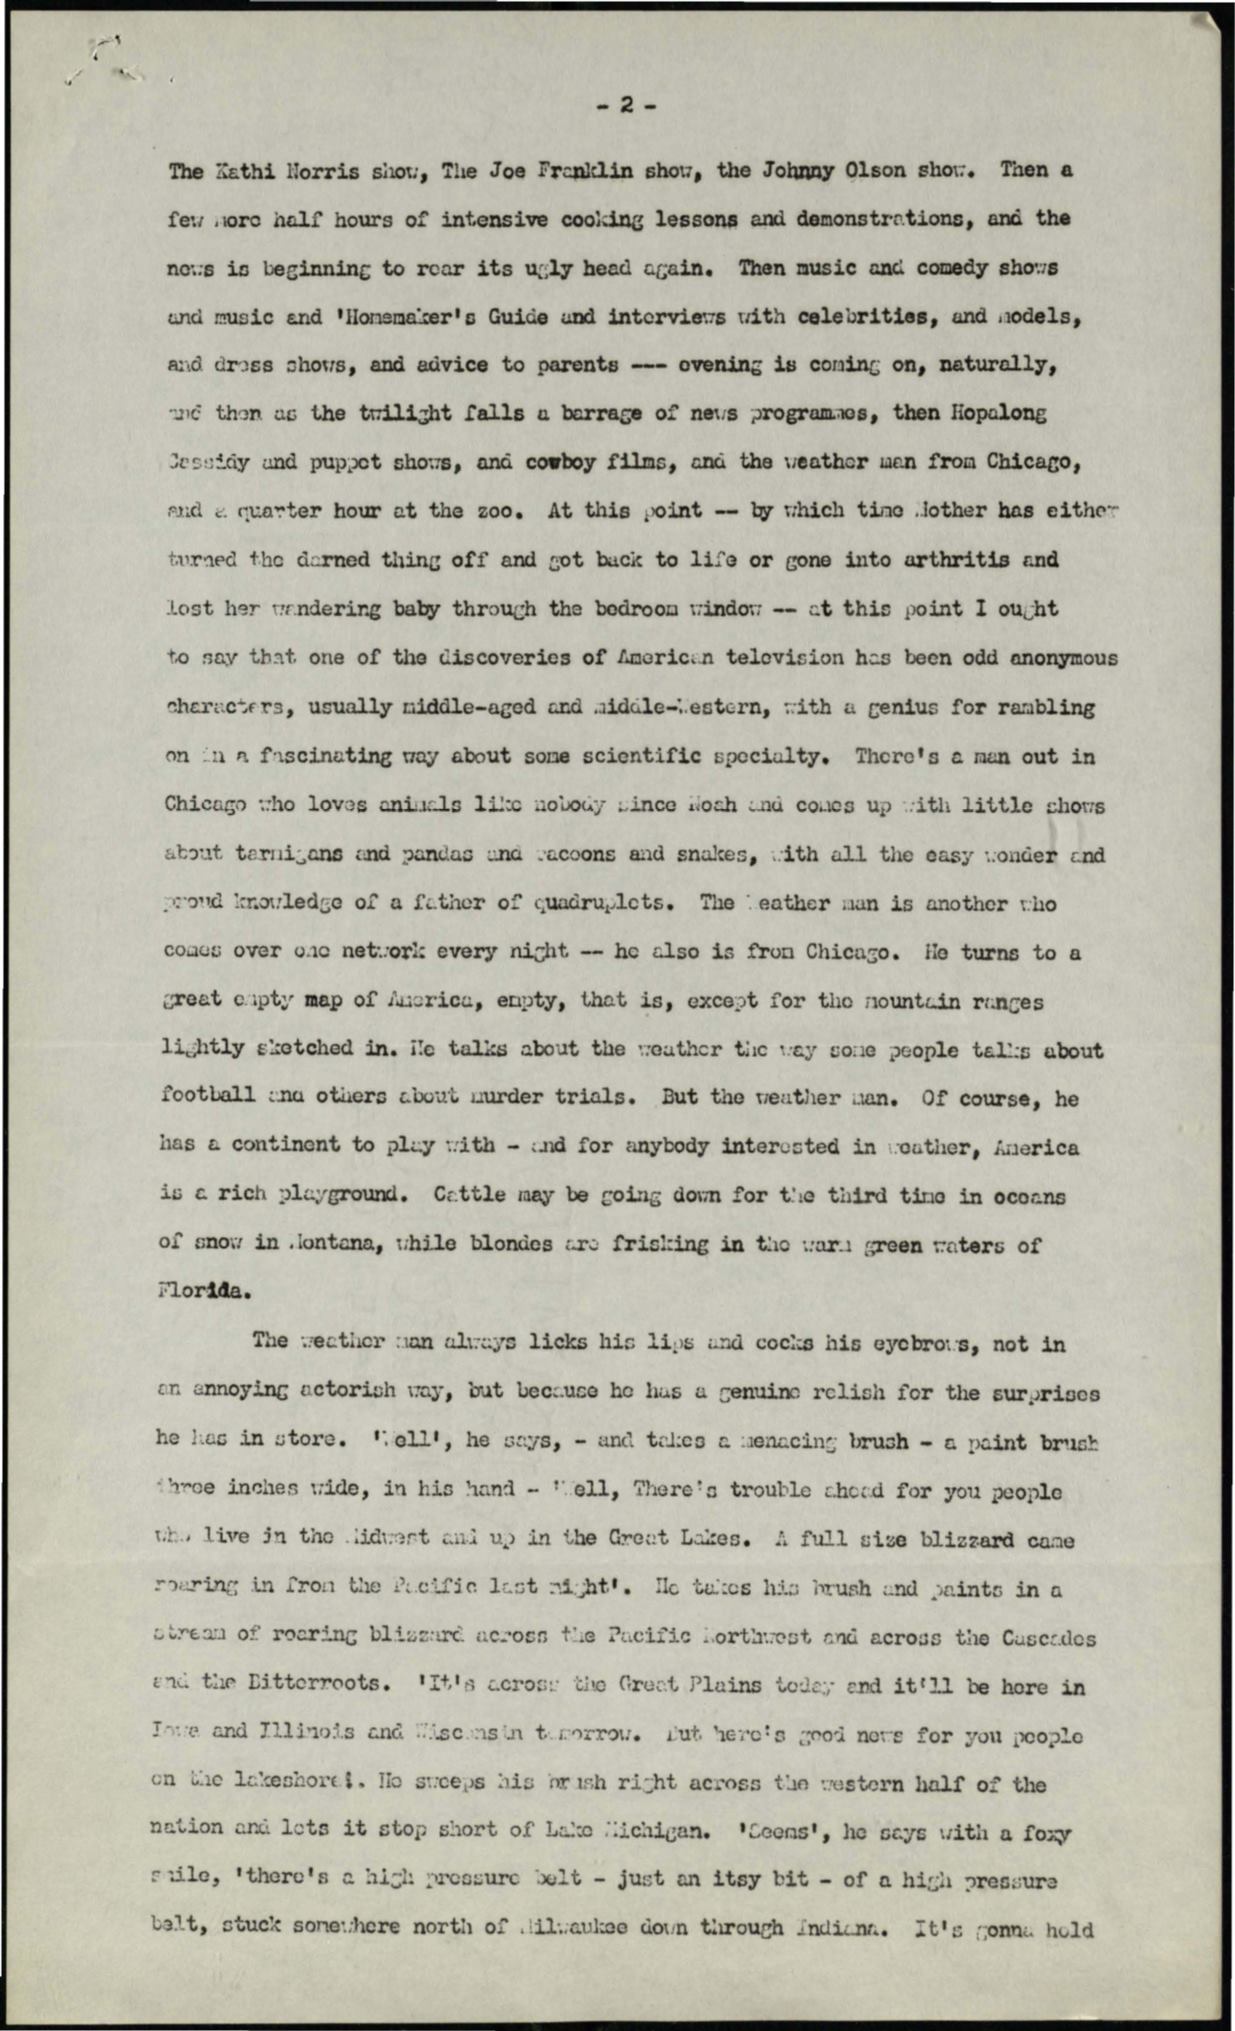 - 2 -
The Kathi Norris show, The Joe Franklin show, the Johnny Olson show. Then a
few more half hours of intensive cooking lessons and demonstrations, and the
news is beginning to rear its ugly head again. Then music and comedy shows
and music and 'Homemaker's Guide and interviews with celebrities, and models,
and dress shows, and advice to parents --- evening is coming on, naturally,
and then as the twilight falls a barrage of news programmes, then Hopalong
Cassidy and puppet shows, and cowboy films, and the weather man from Chicago,
and a quarter hour at the zoo. At this point -- by which time Mother has either
turned the darned thing off and got back to life or gone into arthritis and
lost her wandering baby through the bedroom window -- at this point I ought
to say that one of the discoveries of American television has been odd anonymous
characters, usually middle-aged and middle-Western, with a genius for rambling
on in a fascinating way about some scientific specialty. There's a man out in
Chicago who loves animals like nobody since Noah and comes up with little shows
about tarmigans and pandas and racoons and snakes, with all the easy wonder and
proud knowledge of a father of quadruplets. The Weather man is another who
comes over one network every night -- he also is from Chicago. He turns to a
great empty map of America, empty, that is, except for the mountain ranges
lightly sketched in. He talks about the weather the way some people talks about
football and others about murder trials. But the weather man. Of course, he
has a continent to play with - and for anybody interested in weather, America
is a rich playground. Cattle may be going down for the third time in oceans
of snow in Montana, while blondes are frisking in the warm green waters of
Florida.
The weather man always licks his lips and cocks his eyebrows, not in
an annoying actorish way, but because he has a genuine relish for the surprises
he has in store. 'Well', he says, - and takes a menacing brush - a paint brush
three inches wide, in his hand - 'Well, There's trouble ahead for you people
who live in the Midwest and up in the Great Lakes. A full size blizzard came
roaring in from the Pacific last night'. He takes his brush and paints in a
stream of roaring blizzard across the Pacific Northwest and across the Cascades
and the Bitterroots. 'It's across the Great Plains today and it'll be here in
Iowa and Illinois and Wisconsin tomorrow. But here's good news for you people
on the lakeshore'. He sweeps his brush right across the western half of the
nation and lets it stop short of Lake Michigan. 'Seems', he says with a foxy
smile, 'there's a high pressure belt - just an itsy bit - of a high pressure
belt, stuck somewhere north of Milwaukee down through Indiana. It's gonna hold